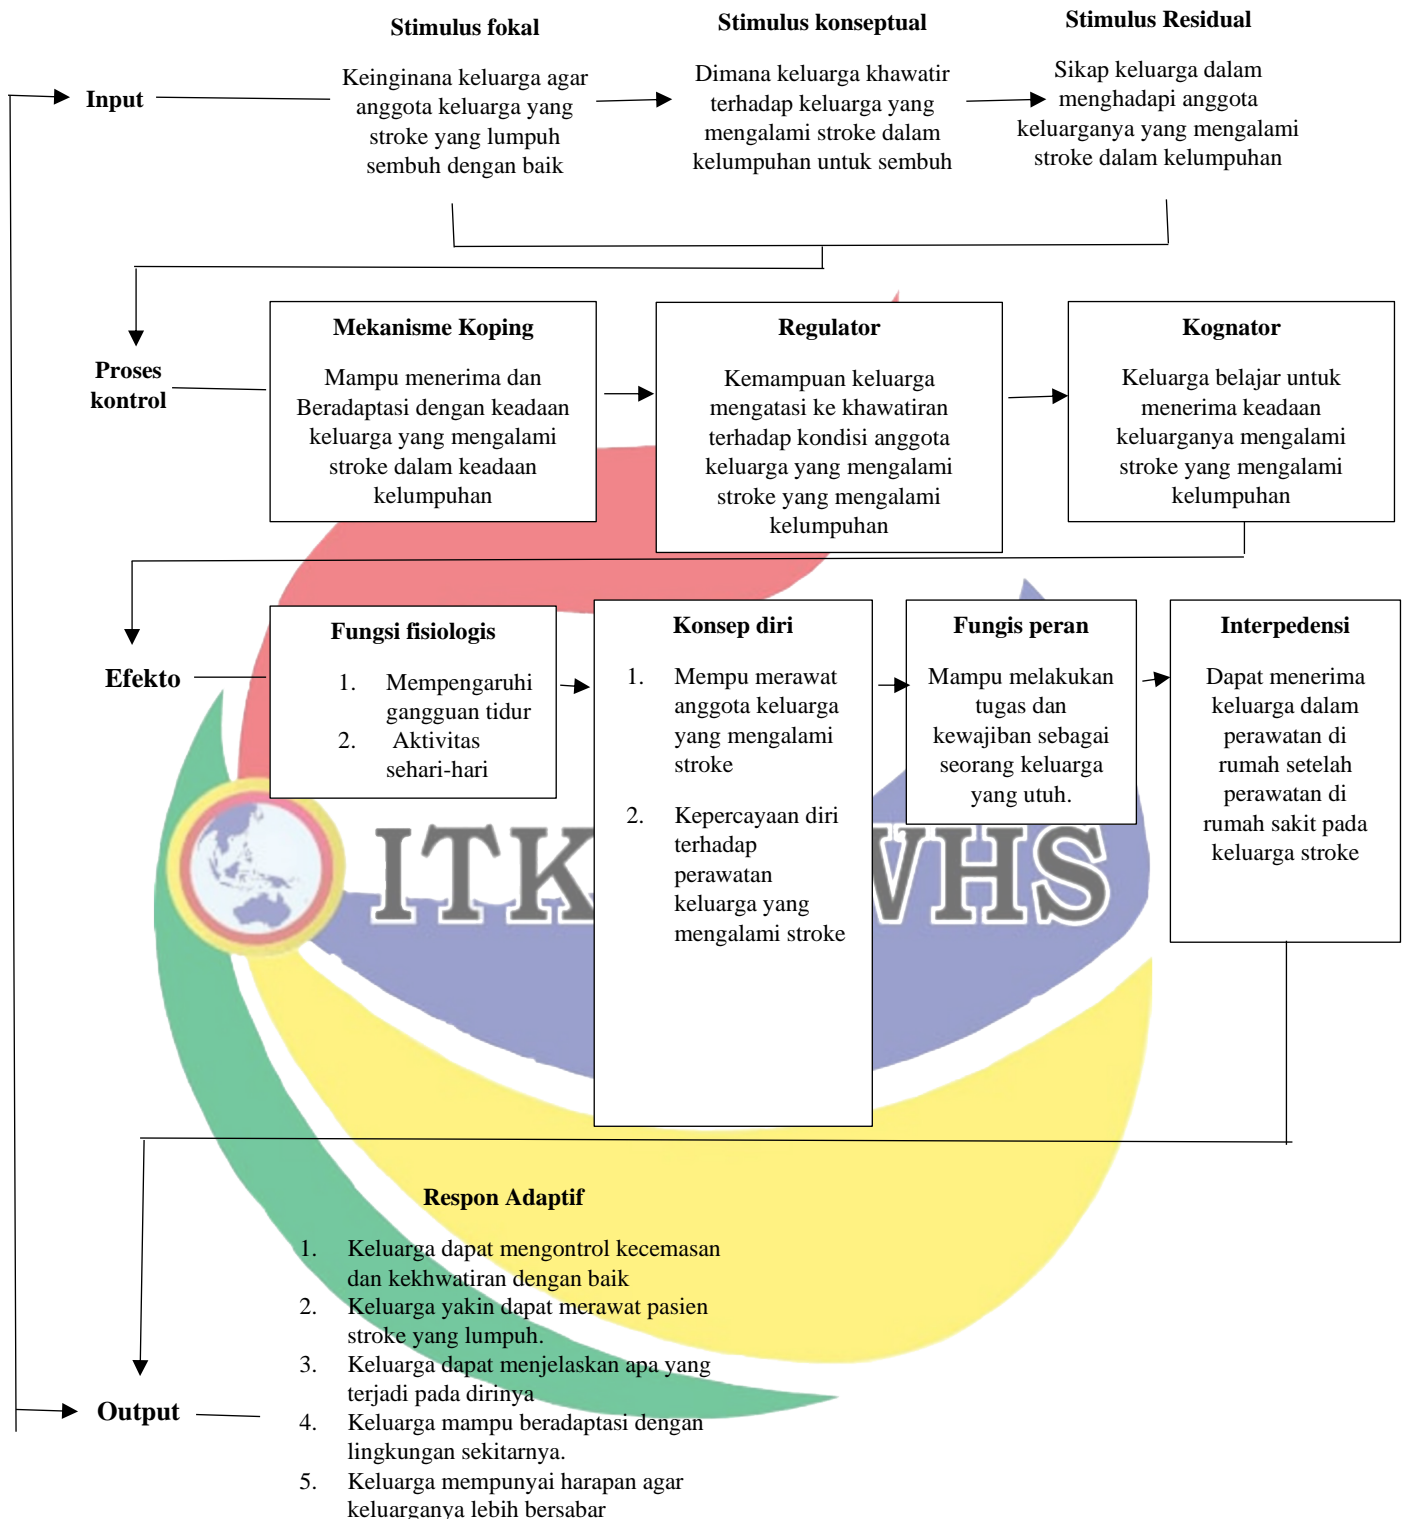 Stimulus fokal
Keinginana keluarga agar
anggota keluarga yang
stroke yang lumpuh
sembuh dengan baik
Stimulus konseptual
Dimana keluarga khawatir
terhadap keluarga yang
mengalami stroke dalam
kelumpuhan untuk sembuh
Stimulus Residual
Sikap keluarga dalam
menghadapi anggota
keluarganya yang mengalami
stroke dalam kelumpuhan
Input
Proses
kontrol
Mekanisme Koping
Mampu menerima dan
Beradaptasi dengan keadaan
keluarga yang mengalami
stroke dalam keadaan
kelumpuhan
Regulator
Kemampuan keluarga
mengatasi ke khawatiran
terhadap kondisi anggota
keluarga yang mengalami
stroke yang mengalami
kelumpuhan
Kognator
Keluarga belajar untuk
menerima keadaan
keluarganya mengalami
stroke yang mengalami
kelumpuhan
Efekto
Fungsi fisiologis
1. Mempengaruhi
gangguan tidur
2. Aktivitas
sehari-hari
Konsep diri
1. Mempu merawat
anggota keluarga
yang mengalami
stroke
2. Kepercayaan diri
terhadap
perawatan
keluarga yang
mengalami stroke
Fungis peran
Mampu melakukan
tugas dan
kewajiban sebagai
seorang keluarga
yang utuh.
Interpedensi
Dapat menerima
keluarga dalam
perawatan di
rumah setelah
perawatan di
rumah sakit pada
keluarga stroke
ITK
VHS
Respon Adaptif
1. Keluarga dapat mengontrol kecemasan
dan kekhwatiran dengan baik
2. Keluarga yakin dapat merawat pasien
stroke yang lumpuh.
3. Keluarga dapat menjelaskan apa yang
terjadi pada dirinya
4. Keluarga mampu beradaptasi dengan
lingkungan sekitarnya.
5. Keluarga mempunyai harapan agar
keluarganya lebih bersabar
Output